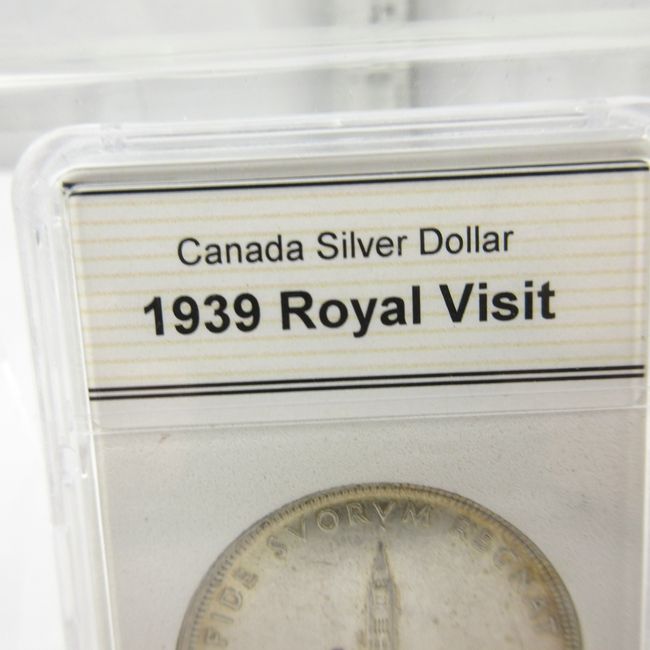 Canada Silver Dollar
1939 Royal Visit
FIDE SVORVM REGNAT